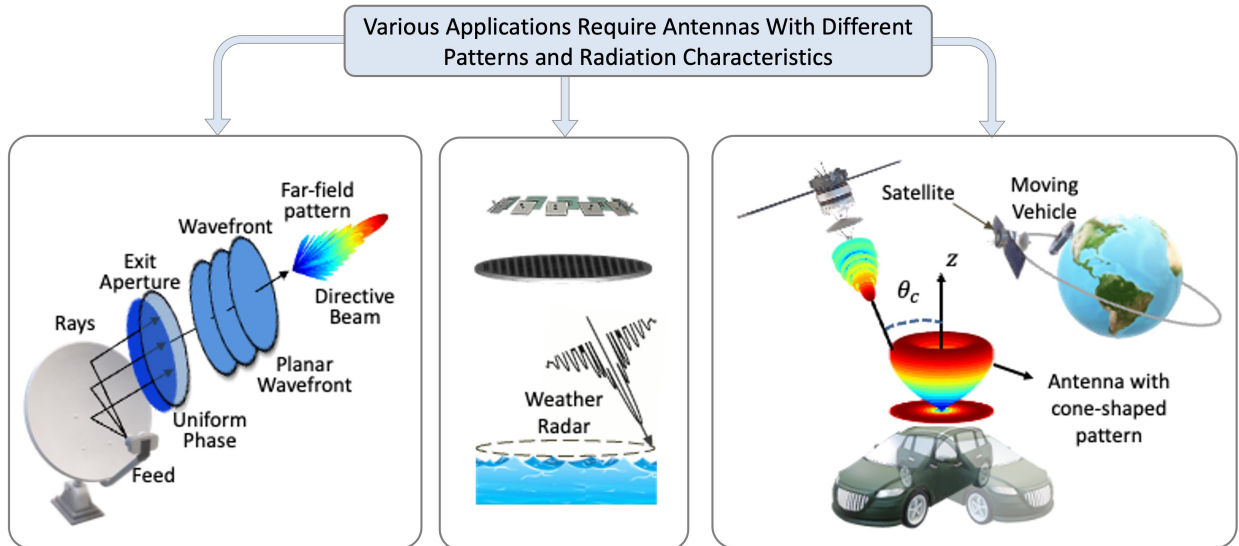 Various Applications Require Antennas With Different
Patterns and Radiation Characteristics
Far-field
pattern
Wavefront
Exit
Aperture
Rays
Directive
Beam
Planar
Wavefront
Uniform
Phase
Feed
Weather
Radar
Satellite
Moving
Vehicle
z
θc
Antenna with
cone-shaped
pattern